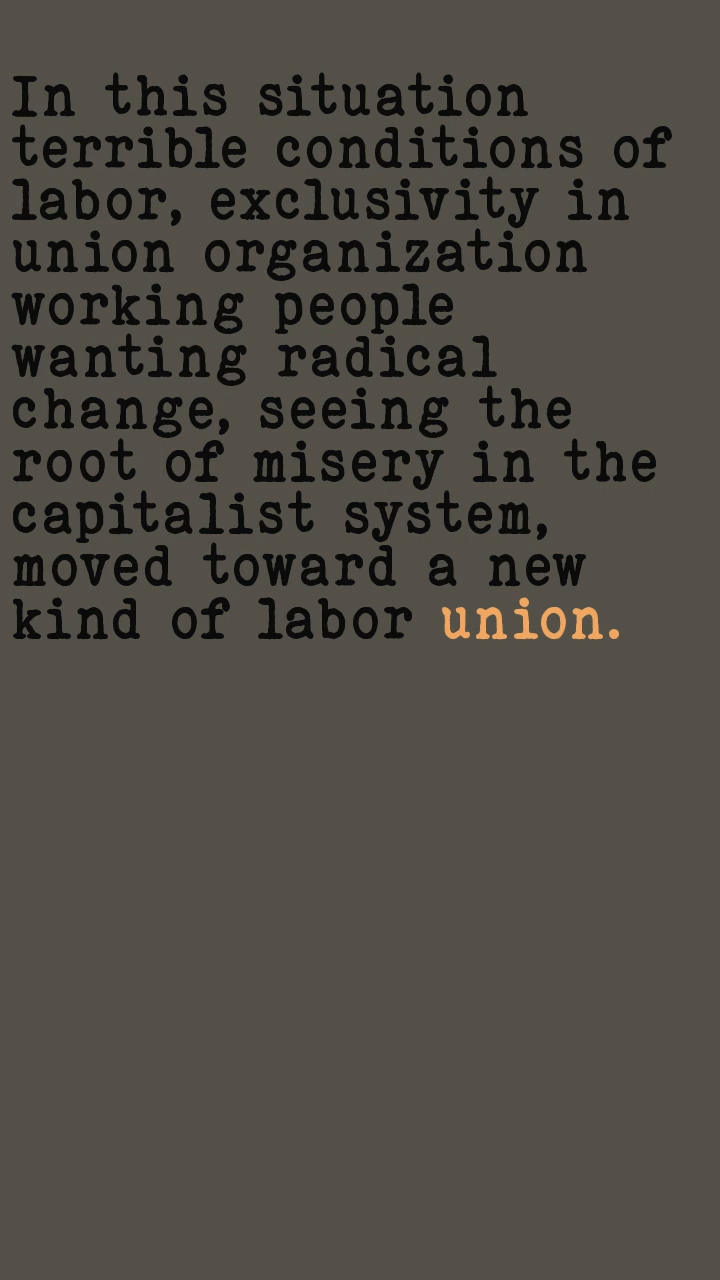 In this situation
terrible conditions of
labor, exclusivity in
union organization
working people
wanting radical
change, seeing the
root of misery in the
capitalist system,
moved toward a new
kind of labor union.